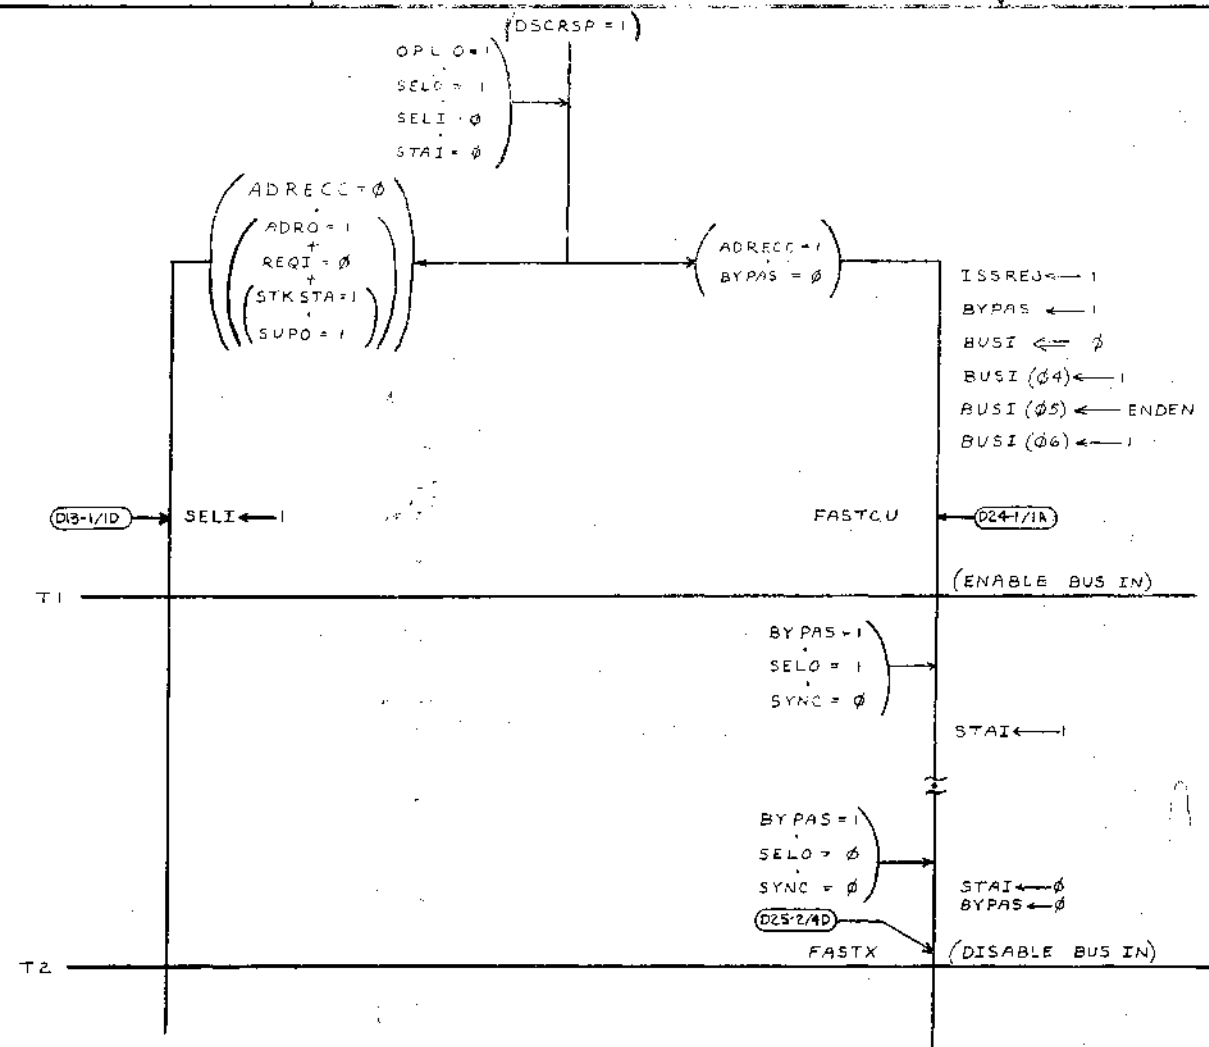 (DSCRSP = 1)
OPL O = 1
·
SELO = 1
·
SELI · ø
·
STAI = ø
ADRECC = ø
·
ADRO = 1
+
REQI = ø
+
STKSTA = 1
·
SUPO = 1
ADRECC = 1
·
BYPAS = ø
ISSREJ ← 1
BYPAS ← 1
BUSI ⇐ ø
BUSI (ø4) ← 1
BUSI (ø5) ← ENDEN
BUSI (ø6) ← 1
D13-1/1D
SELI ← 1
FASTCU
D24-1/1A
T1
(ENABLE BUS IN)
BYPAS = 1
·
SELO = 1
·
SYNC = ø
STAI ← 1
BYPAS = 1
·
SELO = ø
·
SYNC = ø
STAI ← ø
BYPAS ← ø
D25-2/4D
FASTX
(DISABLE BUS IN)
T2